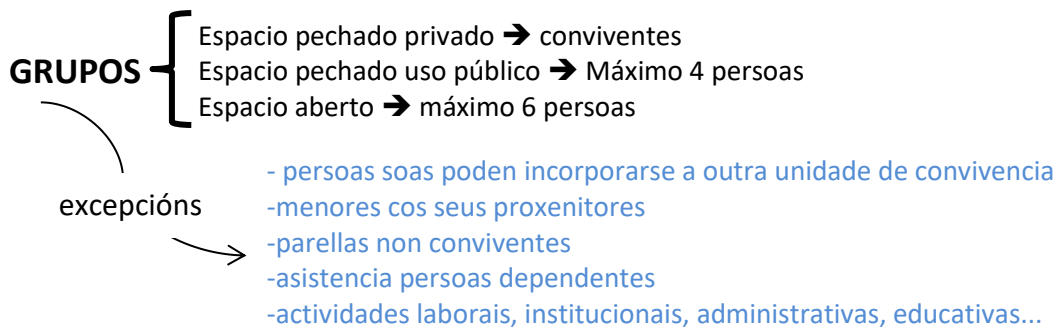 GRUPOS
Espacio pechado privado ➔ conviventes
Espacio pechado uso público ➔ Máximo 4 persoas
Espacio aberto ➔ máximo 6 persoas
excepcións
- persoas soas poden incorporarse a outra unidade de convivencia
-menores cos seus proxenitores
-parellas non conviventes
-asistencia persoas dependentes
-actividades laborais, institucionais, administrativas, educativas...